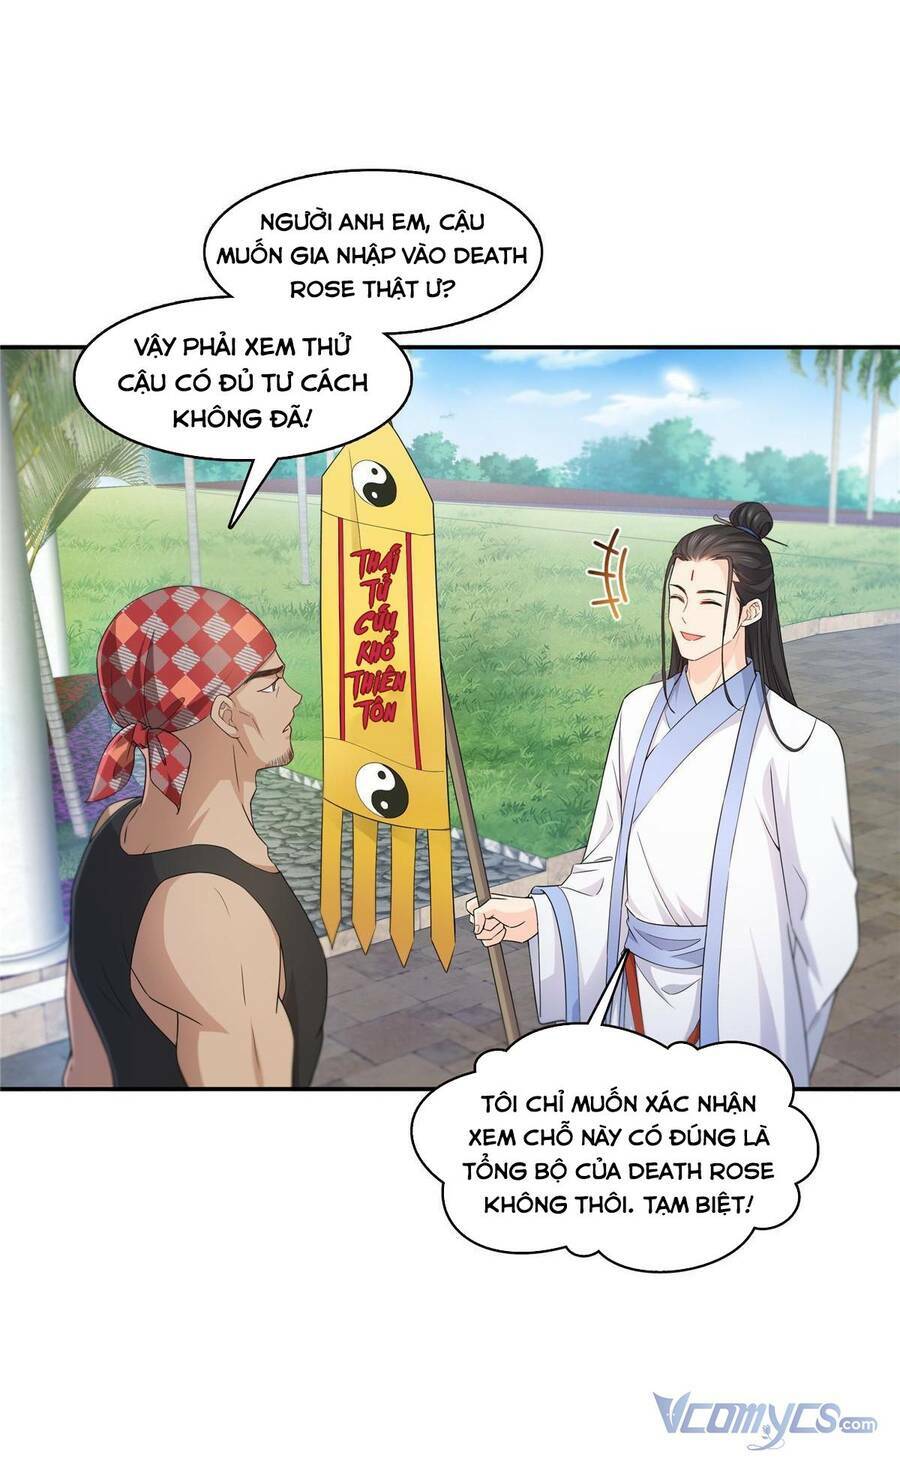 NGƯỜI ANH EM, CẬU
MUỐN GIA NHẬP VÀO DEATH
ROSE THẬT Ư?
VẬY PHẢI XEM THỬ
CẬU CÓ ĐỦ TƯ CÁCH
KHÔNG ĐÃ!
THÁI
TỬ
CỨU
KHỔ
THIÊN
TÔN
TÔI CHỈ MUỐN XÁC NHẬN
XEM CHỖ NÀY CÓ ĐÚNG LÀ
TỔNG BỘ CỦA DEATH ROSE
KHÔNG THÔI. TẠM BIỆT!
VCOMYCS.com